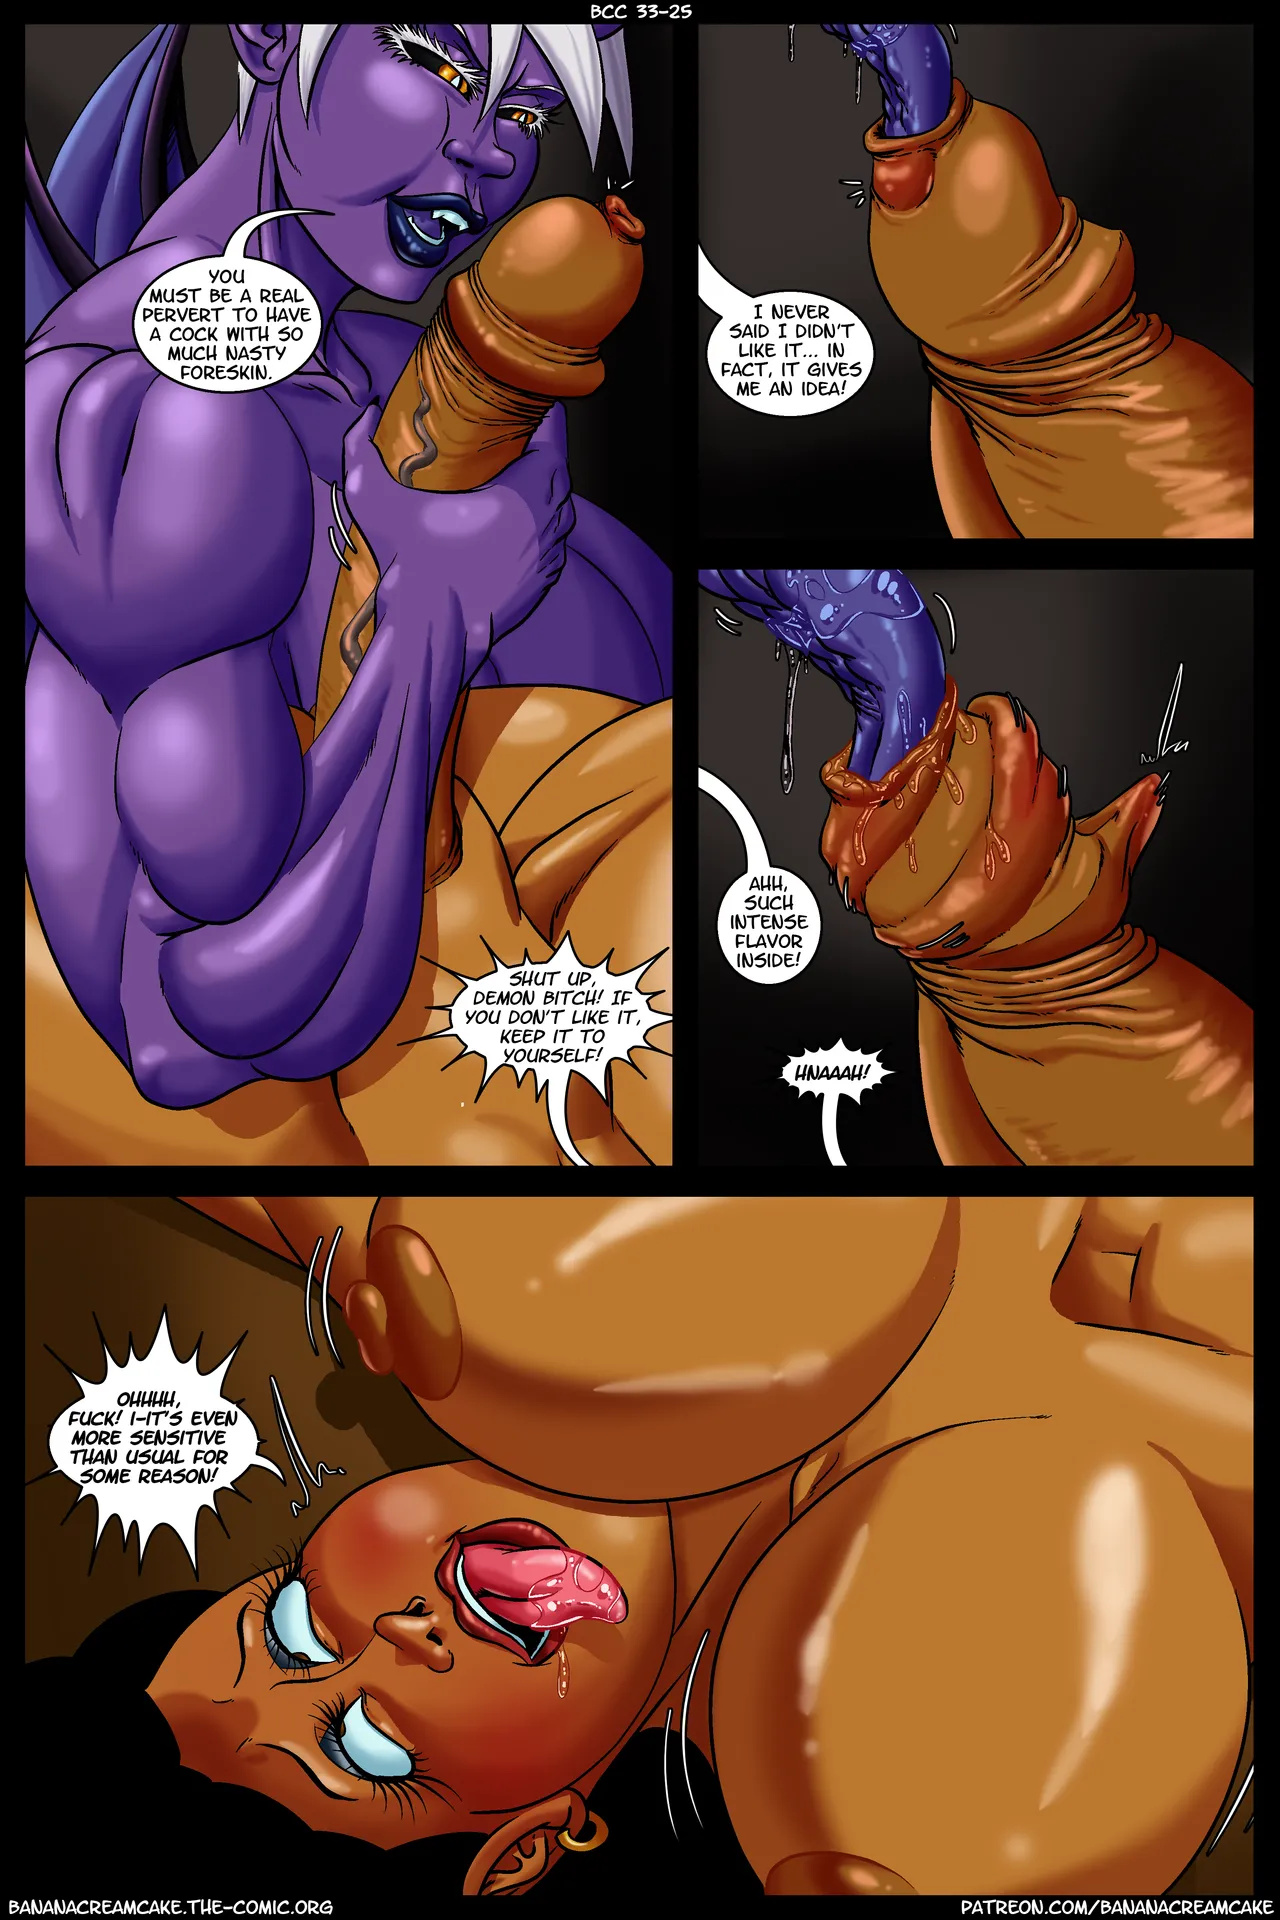 BCC 33-25
YOU
MUST BE A REAL
PERVERT TO HAVE
A COCK WITH SO
MUCH NASTY
FORESKIN.
SHUT UP,
DEMON BITCH! IF
YOU DON'T LIKE IT,
KEEP IT TO
YOURSELF!
I NEVER
SAID I DIDN'T
LIKE IT... IN
FACT, IT GIVES
ME AN IDEA!
AHH,
SUCH
INTENSE
FLAVOR
INSIDE!
HNAAAH!
OHHHH,
FUCK! I-IT'S EVEN
MORE SENSITIVE
THAN USUAL FOR
SOME REASON!
BANANACREAMCAKE.THE-COMIC.ORG
PATREON.COM/BANANACREAMCAKE